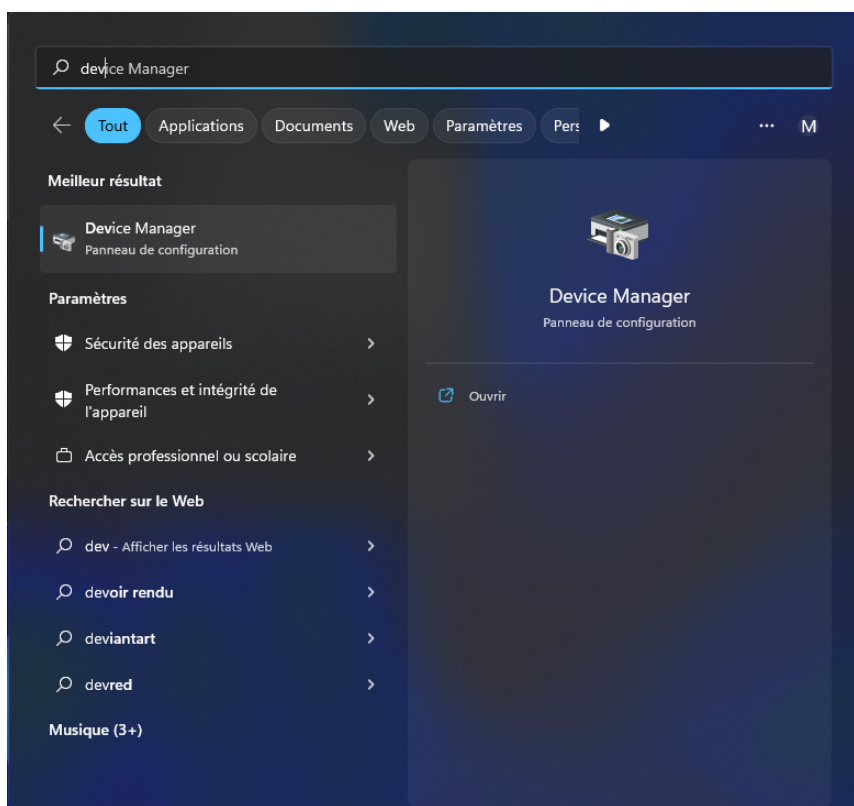 device Manager
Tout Applications Documents Web Paramètres Pers
M
Meilleur résultat
Device Manager
Panneau de configuration
Paramètres
Sécurité des appareils
Performances et intégrité de
l'appareil
Accès professionnel ou scolaire
Rechercher sur le Web
dev - Afficher les résultats Web
devoir rendu
deviantart
devred
Musique (3+)
Device Manager
Panneau de configuration
Ouvrir